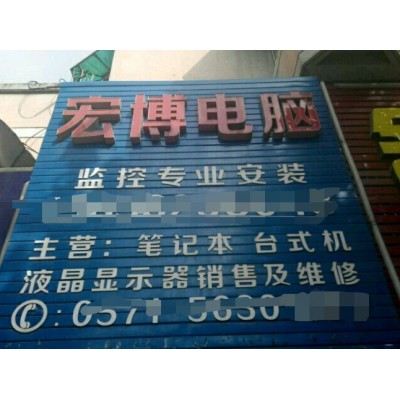 宏博电脑
监控专业安装
主营：笔记本 台式机
液晶显示器销售及维修
✆:0571 5630